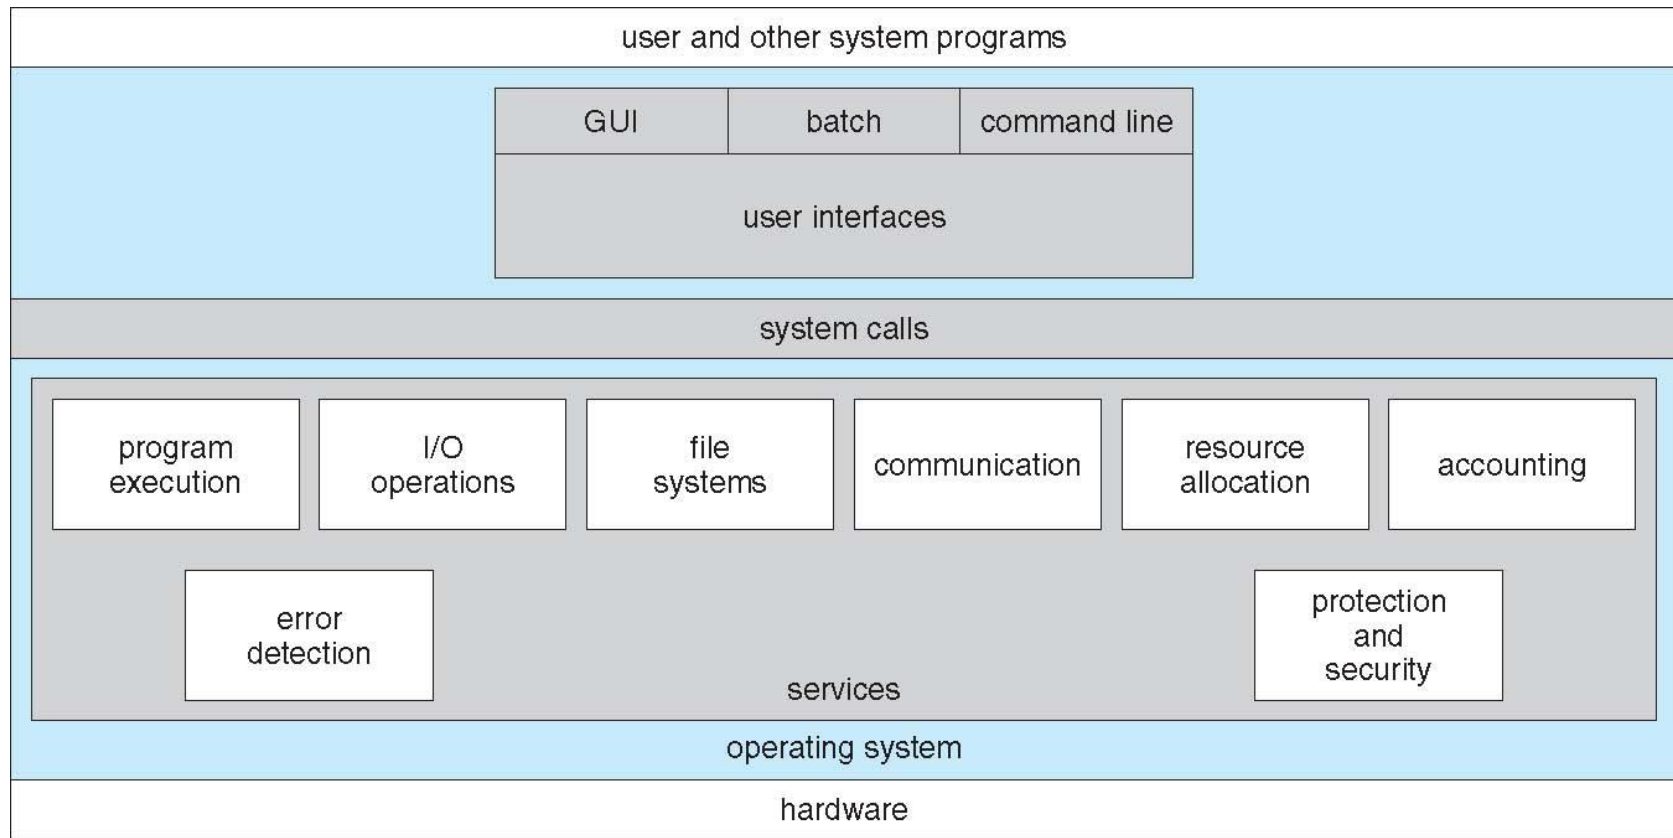 user and other system programs
GUI
batch
command line
user interfaces
system calls
program
execution
I/O
operations
file
systems
communication
resource
allocation
accounting
error
detection
protection
and
security
services
operating system
hardware